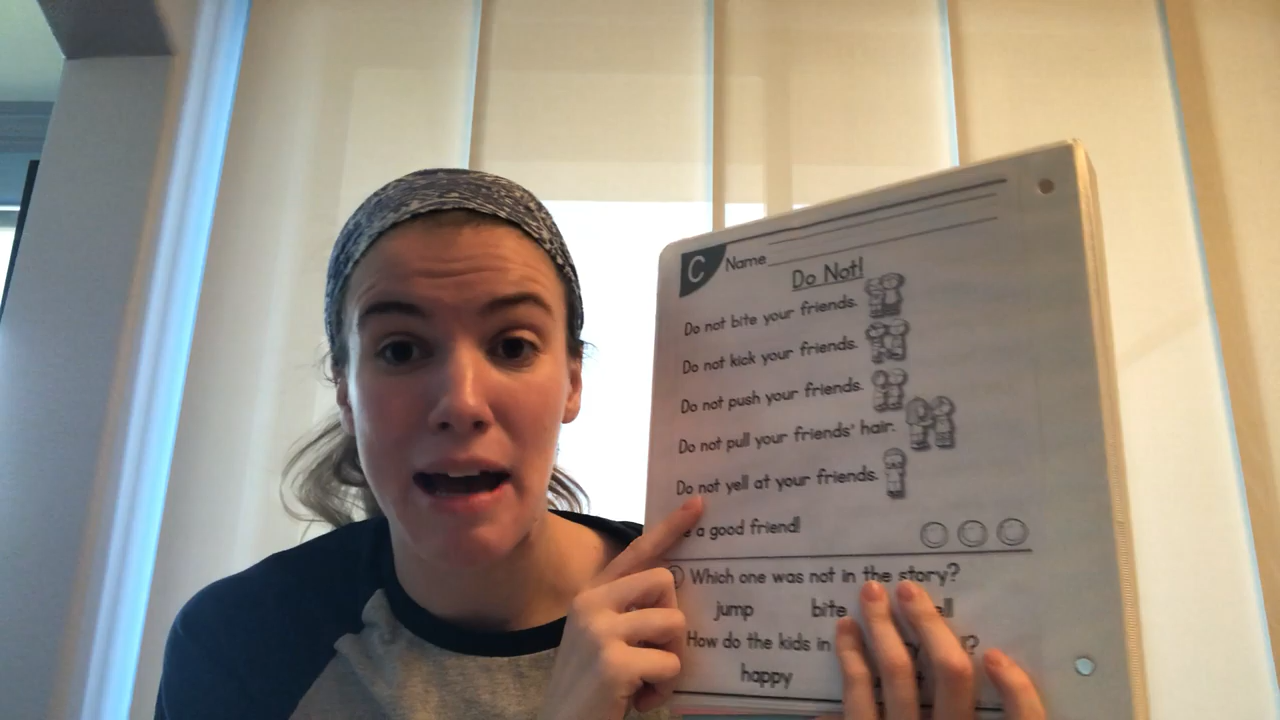 C Name
Do Not!
Do not bite your friends.
Do not kick your friends.
Do not push your friends.
Do not pull your friends' hair.
Do not yell at your friends.
a good friend!
Which one was not in the story?
jump bite
How do the kids in
happy